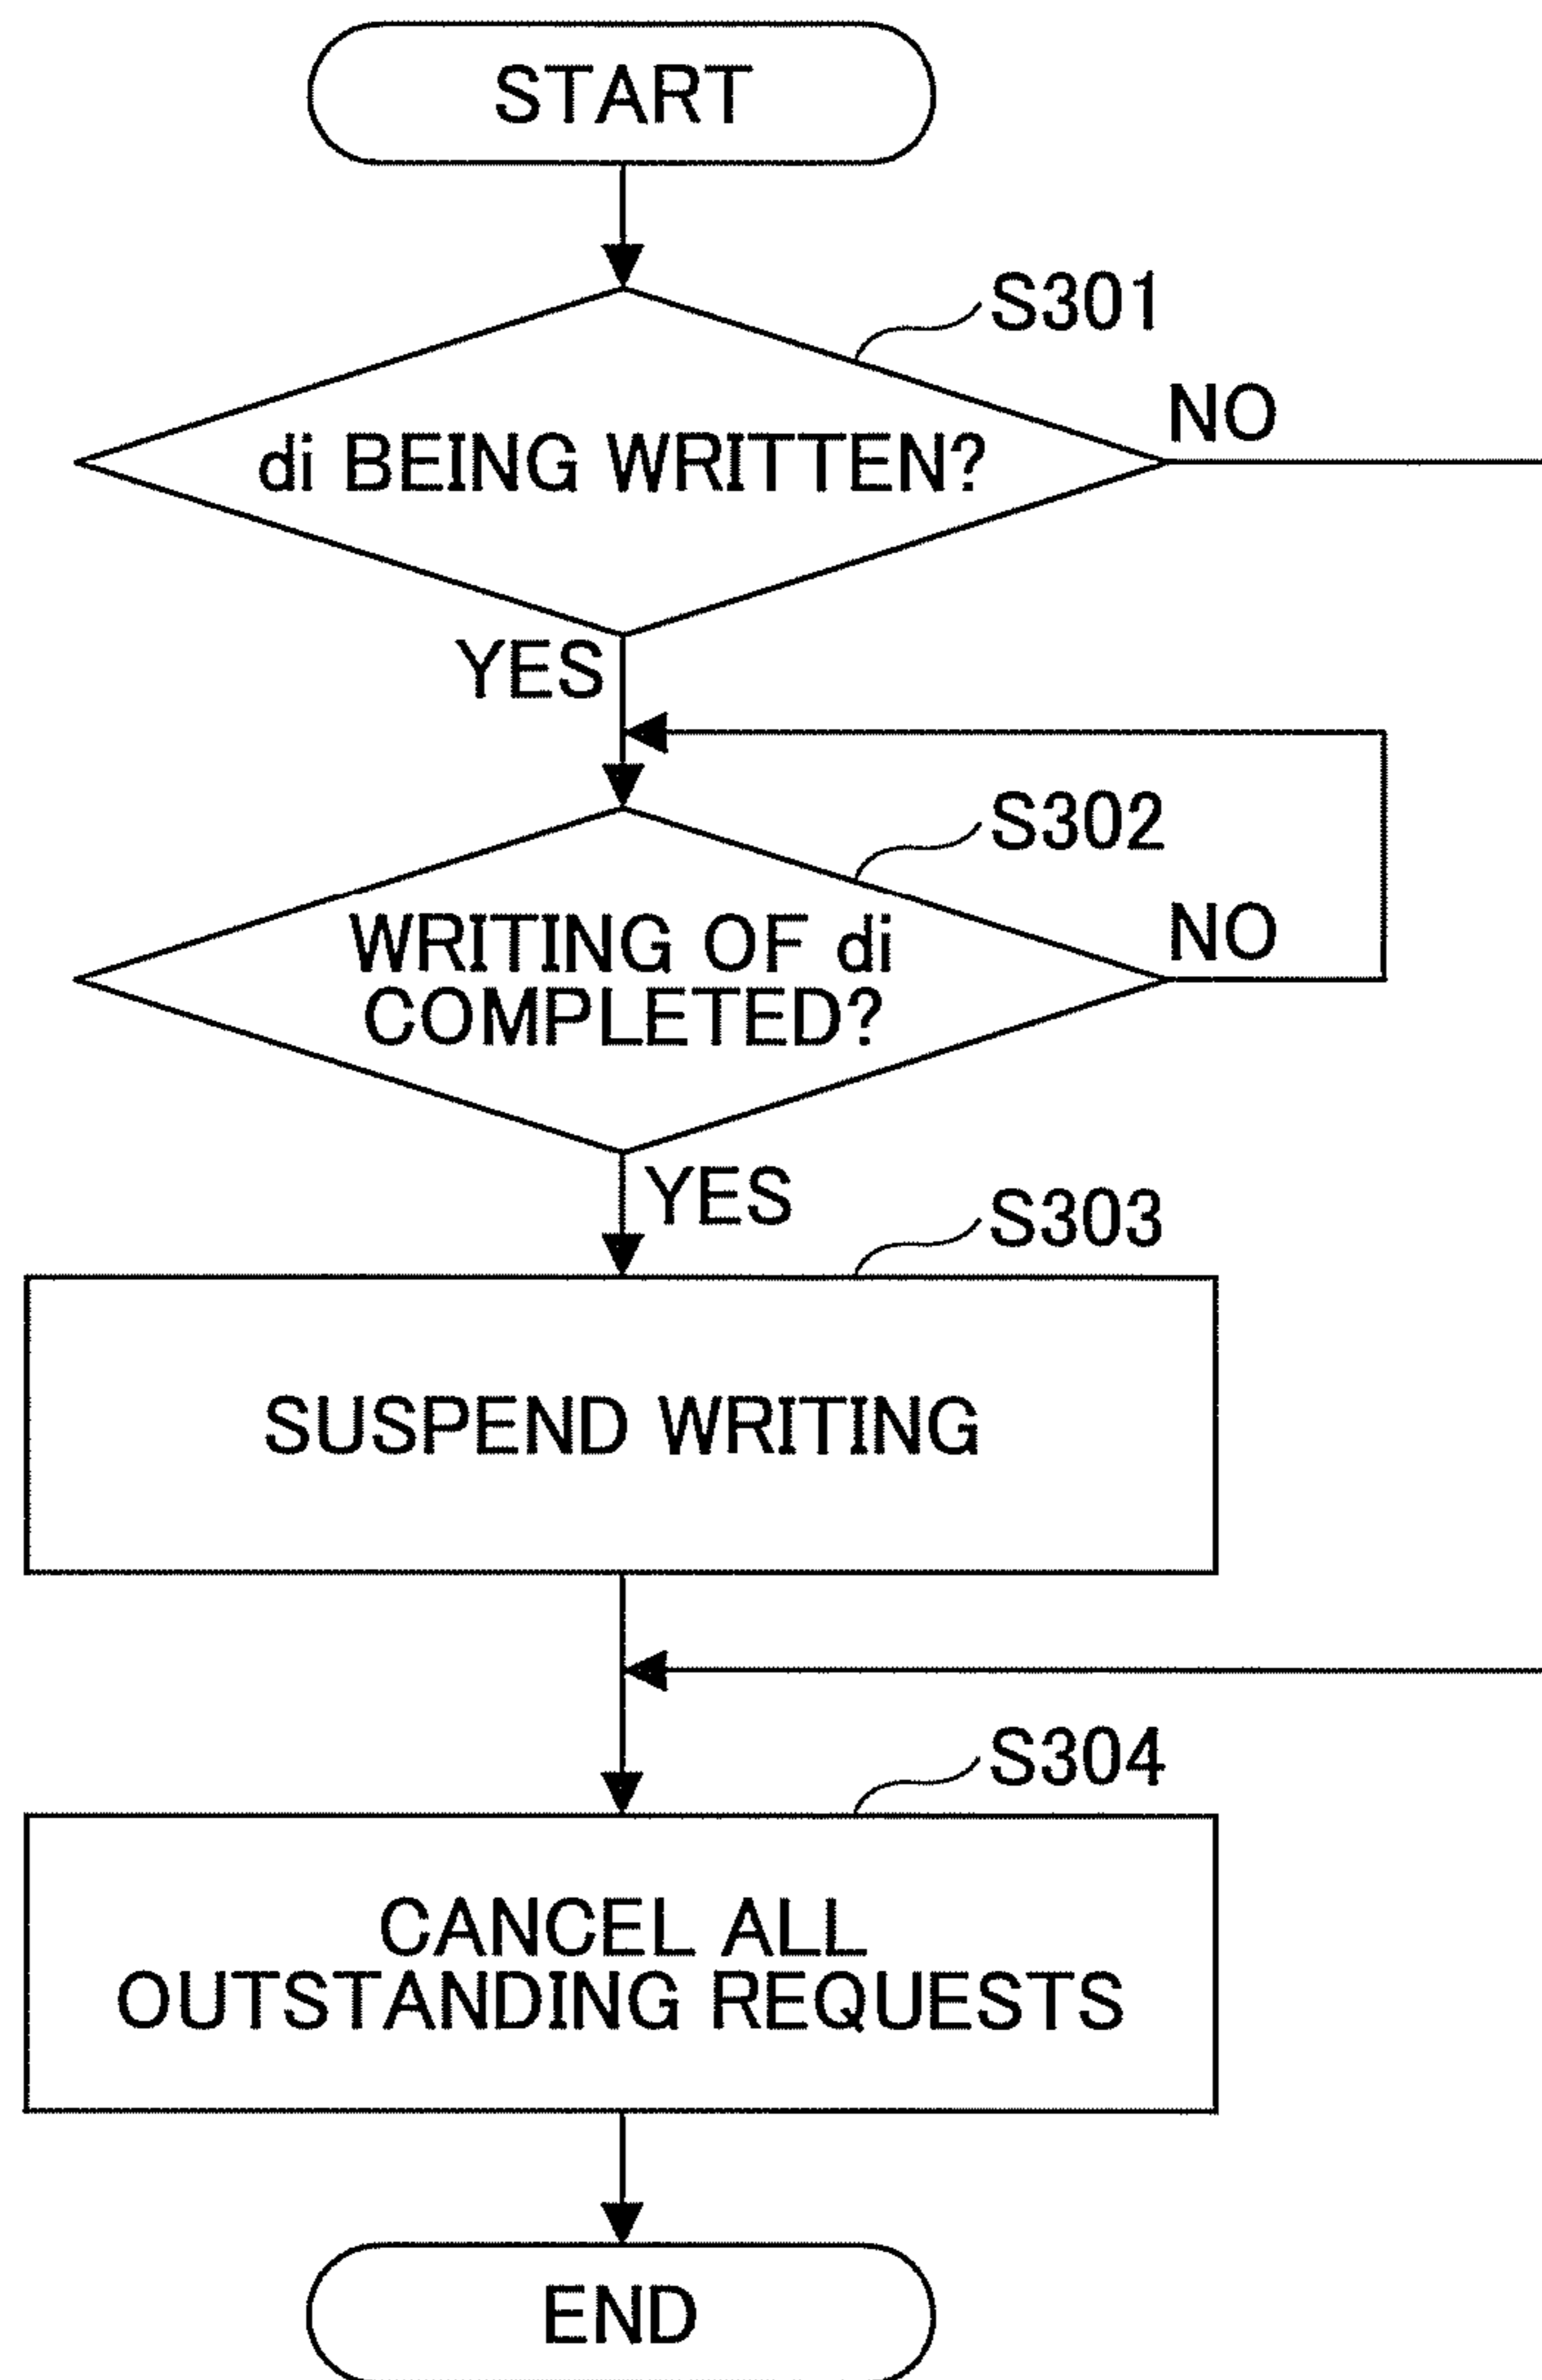 START
S301
di BEING WRITTEN?
NO
YES
S302
WRITING OF di
COMPLETED?
NO
YES
S303
SUSPEND WRITING
S304
CANCEL ALL
OUTSTANDING REQUESTS
END